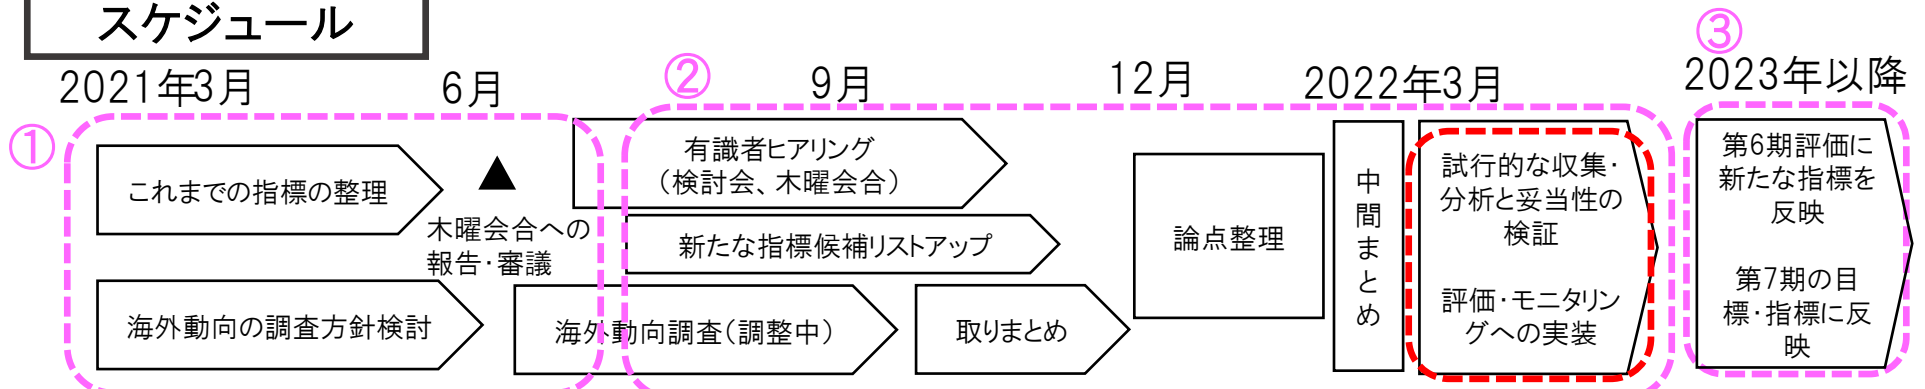 スケジュール
2021年3月
6月
②
9月
12月
2022年3月
③
2023年以降
①
これまでの指標の整理
海外動向の調査方針検討
▲
木曜会合への
報告・審議
有識者ヒアリング
(検討会、木曜会合)
新たな指標候補リストアップ
海外動向調査(調整中)
取りまとめ
論点整理
中間まとめ
試行的な収集・
分析と妥当性の
検証
評価・モニタリン
グへの実装
第6期評価に
新たな指標を
反映
第7期の目
標・指標に反
映